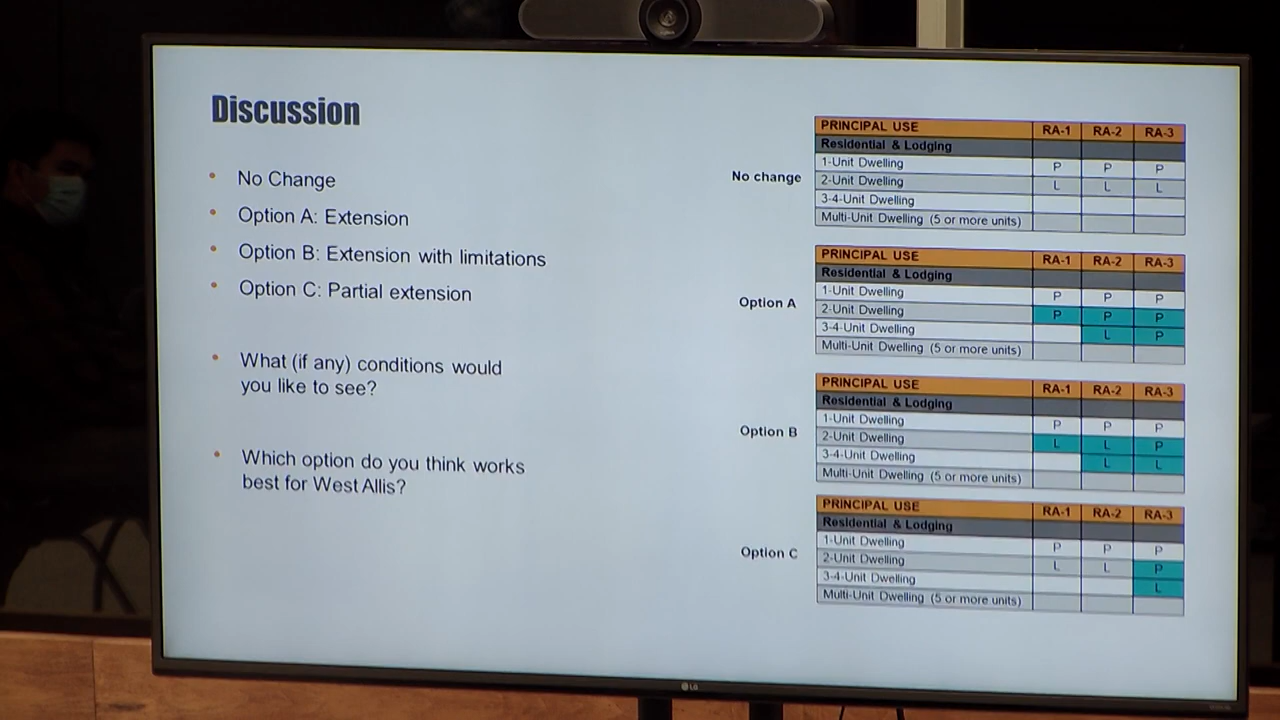 Discussion
• No Change
• Option A: Extension
• Option B: Extension with limitations
• Option C: Partial extension
• What (if any) conditions would
you like to see?
• Which option do you think works
best for West Allis?
No change
PRINCIPAL USE RA-1 RA-2 RA-3
Residential & Lodging
1-Unit Dwelling P P P
2-Unit Dwelling L L L
3-4-Unit Dwelling
Multi-Unit Dwelling (5 or more units)
Option A
PRINCIPAL USE RA-1 RA-2 RA-3
Residential & Lodging
1-Unit Dwelling P P P
2-Unit Dwelling P P P
3-4-Unit Dwelling L P
Multi-Unit Dwelling (5 or more units)
Option B
PRINCIPAL USE RA-1 RA-2 RA-3
Residential & Lodging
1-Unit Dwelling P P P
2-Unit Dwelling L L P
3-4-Unit Dwelling L L
Multi-Unit Dwelling (5 or more units)
Option C
PRINCIPAL USE RA-1 RA-2 RA-3
Residential & Lodging
1-Unit Dwelling P P P
2-Unit Dwelling L L P
3-4-Unit Dwelling L
Multi-Unit Dwelling (5 or more units)
LG